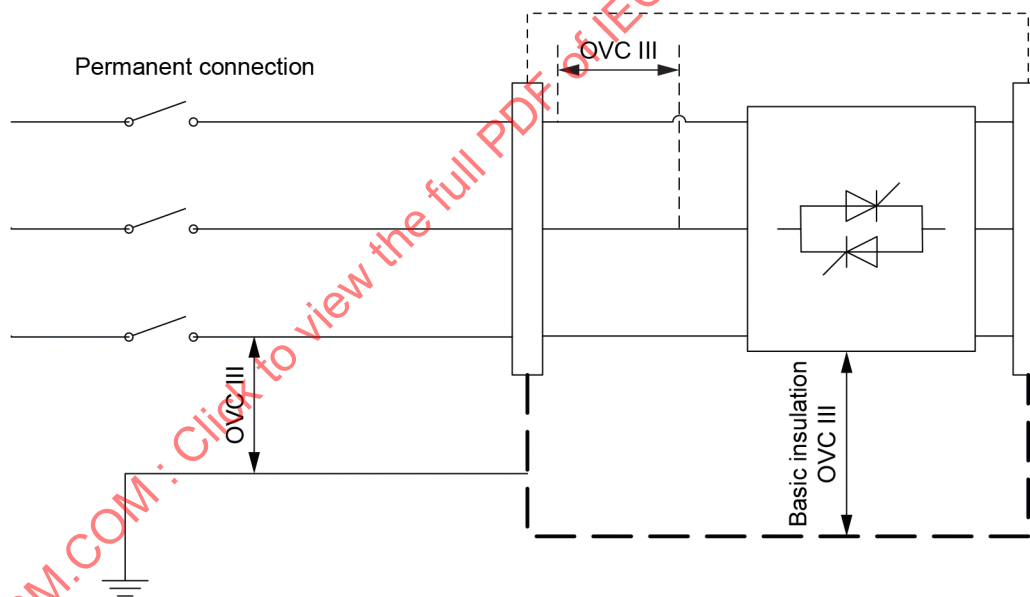 OVC III
Permanent connection
OVC III
Basic insulation
OVC III
M.COM : Click to view the full PDF of IEC